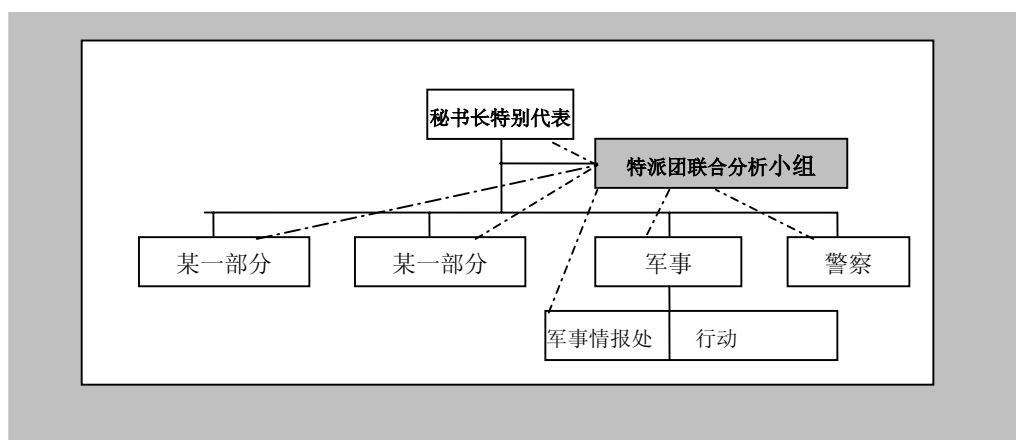 秘书长特别代表
特派团联合分析小组
某一部分
某一部分
军事
警察
军事情报处
行动